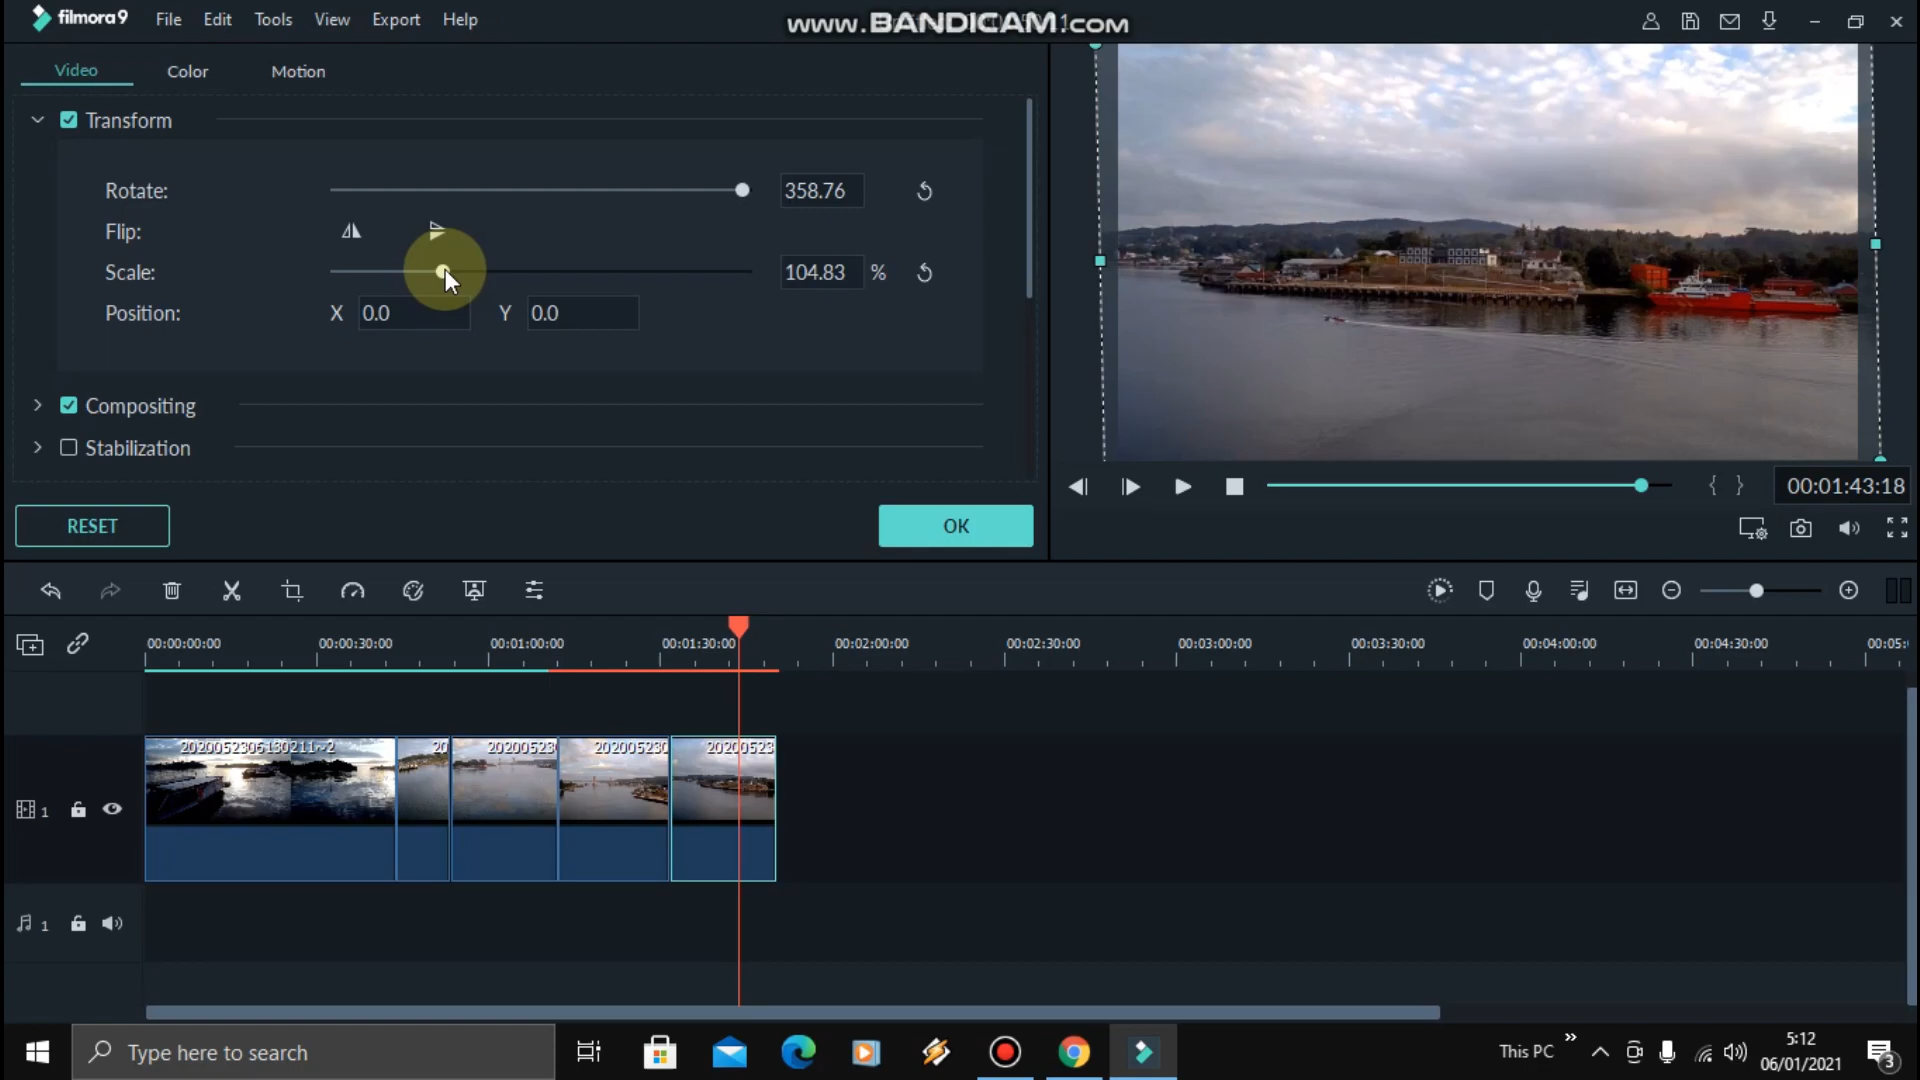 filmora9 File Edit Tools View Export Help
www.BANDICAM.com
Video Color Motion
Transform
Rotate: 358.76
Flip:
Scale: 104.83 %
Position: X 0.0 Y 0.0
Compositing
Stabilization
RESET OK
00:01:43:18
00:00:00:00 00:00:30:00 00:01:00:00 00:01:30:00 00:02:00:00 00:02:30:00 00:03:00:00 00:03:30:00 00:04:00:00 00:04:30:00 00:05:
2020052306130211~2 20 202005230 202005230 20200523
1
1
Type here to search
This PC
5:12
06/01/2021
3